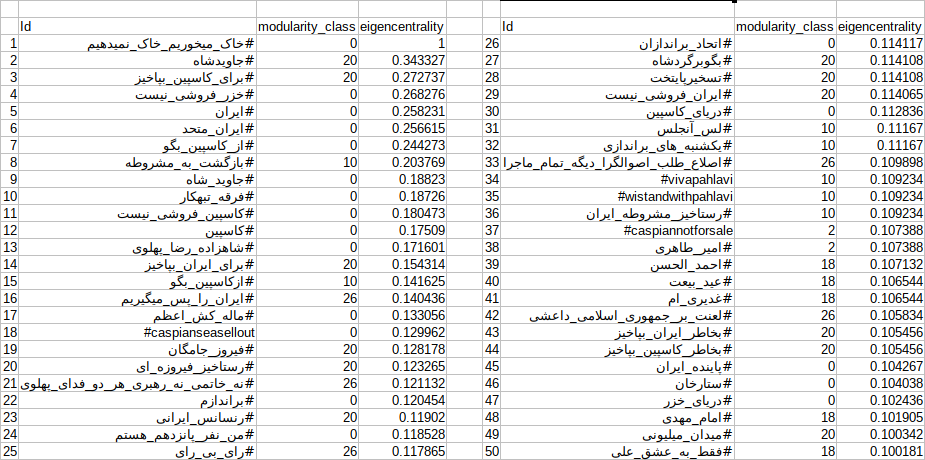 Id modularity_class eigencentrality
1 #خاک_میخوریم_خاک_نمیدهیم 0 1
2 #جاویدشاه 20 0.343327
3 #برای_کاسپین_بپاخیز 20 0.272737
4 #خزر_فروشی_نیست 0 0.268276
5 #ایران 0 0.258231
6 #ایران_متحد 0 0.256615
7 #از_کاسپین_بگو 0 0.244273
8 #بازگشت_به_مشروطه 10 0.203769
9 #جاوید_شاه 0 0.18823
10 #فرقه_تبهکار 0 0.18726
11 #کاسپین_فروشی_نیست 0 0.180473
12 #کاسپین 0 0.17509
13 #شاهزاده_رضا_پهلوی 0 0.171601
14 #برای_ایران_بپاخیز 20 0.154314
15 #ازکاسپین_بگو 10 0.141625
16 #ایران_را_پس_میگیریم 26 0.140436
17 #ماله_کش_اعظم 0 0.133056
18 #caspianseasellout 0 0.129962
19 #فیروز_جامگان 20 0.128178
20 #رستاخیز_فیروزه_ای 20 0.123265
21 #نه_خاتمی_نه_رهبری_هر_دو_فدای_پهلوی 26 0.121132
22 #براندازم 0 0.120454
23 #رنسانس_ایرانی 20 0.11902
24 #من_نفر_پانزدهم_هستم 0 0.118528
25 #رای_بی_رای 26 0.117865
Id modularity_class eigencentrality
26 #اتحاد_براندازان 0 0.114117
27 #بگوبرگردشاه 20 0.114108
28 #تسخیرپایتخت 20 0.114108
29 #ایران_فروشی_نیست 20 0.114065
30 #دریای_کاسپین 0 0.112836
31 #لس_آنجلس 10 0.11167
32 #یکشنبه_های_براندازی 10 0.11167
33 #اصلاع_طلب_اصوالگرا_دیگه_تمام_ماجرا 26 0.109898
34 #vivapahlavi 10 0.109234
35 #wistandwithpahlavi 10 0.109234
36 #رستاخیز_مشروطه_ایران 10 0.109234
37 #caspiannotforsale 2 0.107388
38 #امیر_طاهری 2 0.107388
39 #احمد_الحسن 18 0.107132
40 #عید_بیعت 18 0.106544
41 #غدیری_ام 18 0.106544
42 #لعنت_بر_جمهوری_اسلامی_داعشی 26 0.105834
43 #بخاطر_ایران_بپاخیز 20 0.105456
44 #بخاطر_کاسپین_بپاخیز 20 0.105456
45 #پاینده_ایران 0 0.104267
46 #ستارخان 0 0.104038
47 #دریای_خزر 0 0.102436
48 #امام_مهدی 18 0.101905
49 #میدان_میلیونی 20 0.100342
50 #فقط_به_عشق_علی 18 0.100181